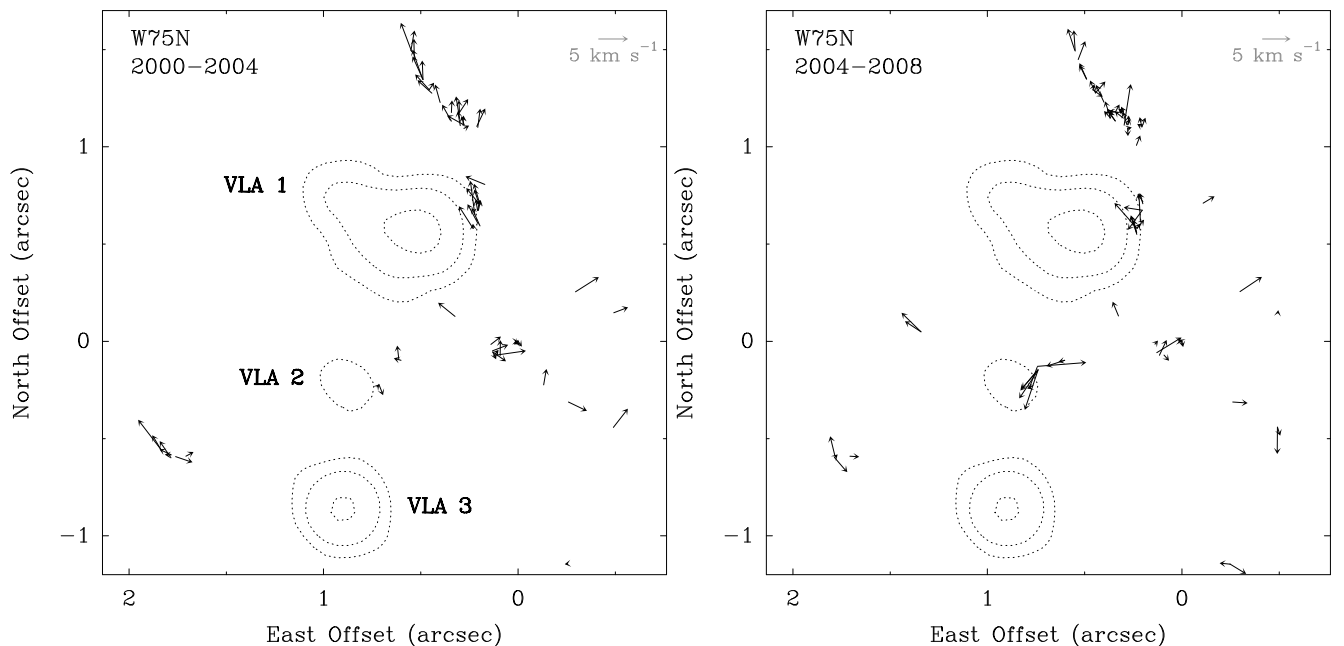 W75N
2000−2004
5 km s⁻¹
VLA 1
VLA 2
VLA 3
1
0
−1
2
1
0
North Offset (arcsec)
East Offset (arcsec)
W75N
2004−2008
5 km s⁻¹
1
0
−1
2
1
0
North Offset (arcsec)
East Offset (arcsec)